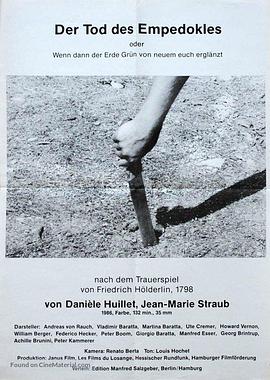 Der Tod des Empedokles
oder
Wenn dann der Erde Grün von neuem euch erglänzt
nach dem Trauerspiel
von Friedrich Hölderlin, 1798
von Danièle Huillet, Jean-Marie Straub
1986, Farbe, 132 min., 35 mm
Darsteller: Andreas von Rauch, Vladimir Baratta, Martina Baratta, Ute Cremer, Howard Vernon,
William Berger, Federico Hecker, Peter Boom, Giorgio Baratta, Manfred Esser, Georg Brintrup,
Achille Brunini, Peter Kammerer
Kamera: Renato Berta Ton: Louis Hochet
Produktion: Janus Film, Les Films du Losange, Hessischer Rundfunk, Hamburger Filmförderung
Verleih: Edition Manfred Salzgeber, Berlin/Hamburg
Found on CineMaterial.com